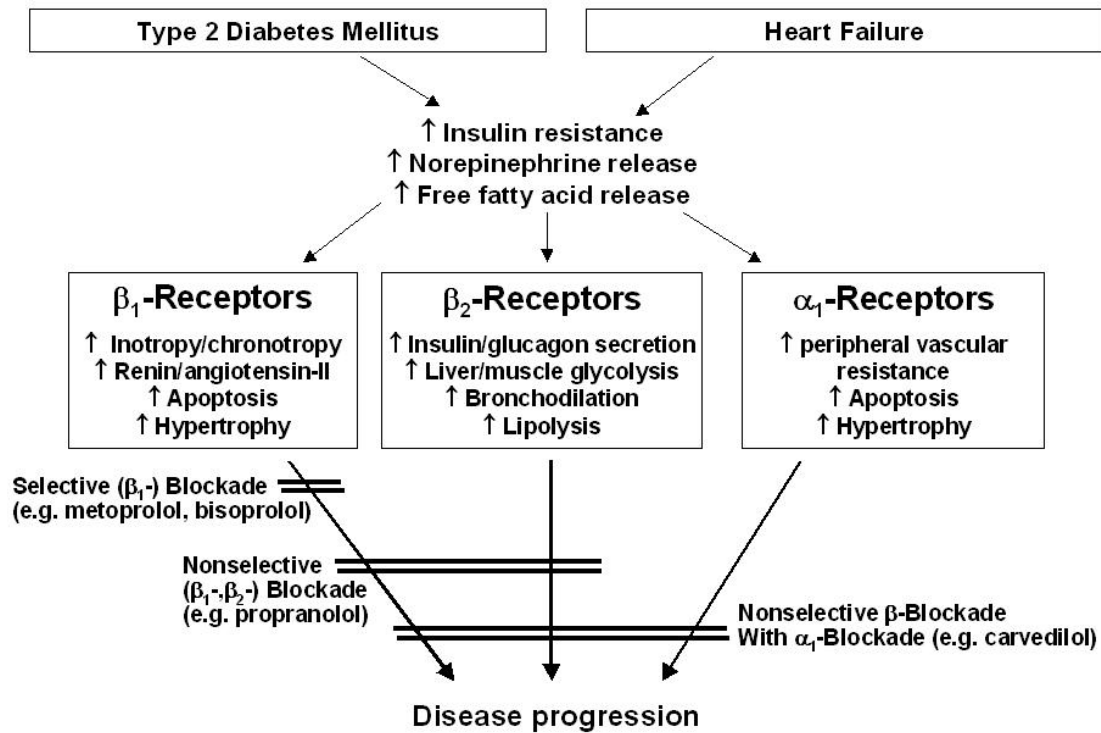 Type 2 Diabetes Mellitus
Heart Failure
↑ Insulin resistance
↑ Norepinephrine release
↑ Free fatty acid release
β₁-Receptors
↑ Inotropy/chronotropy
↑ Renin/angiotensin-II
↑ Apoptosis
↑ Hypertrophy
β₂-Receptors
↑ Insulin/glucagon secretion
↑ Liver/muscle glycolysis
↑ Bronchodilation
↑ Lipolysis
α₁-Receptors
↑ peripheral vascular
resistance
↑ Apoptosis
↑ Hypertrophy
Selective (β₁-) Blockade
(e.g. metoprolol, bisoprolol)
Nonselective
(β₁-,β₂-) Blockade
(e.g. propranolol)
Nonselective β-Blockade
With α₁-Blockade (e.g. carvedilol)
Disease progression